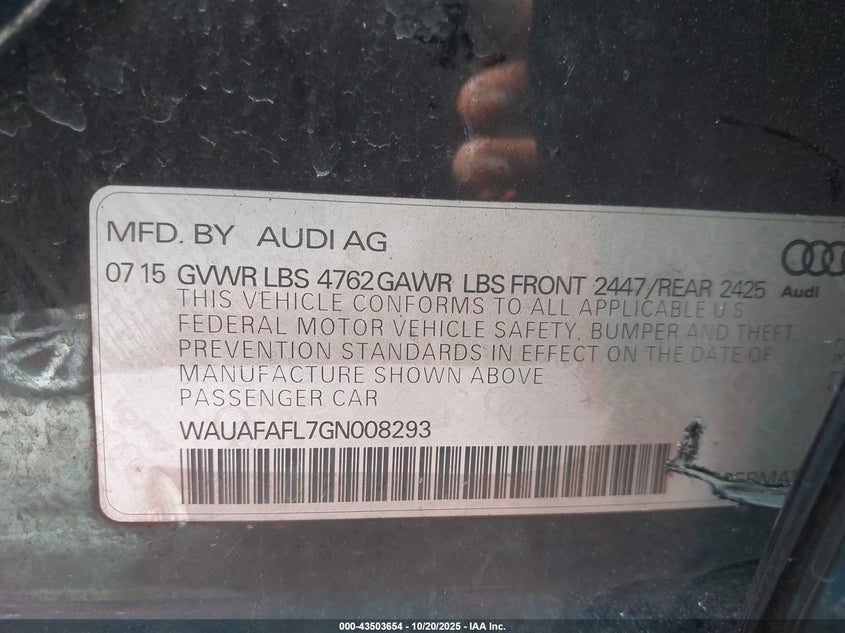 MFD. BY AUDI AG
07 15 GVWR LBS 4762 GAWR LBS FRONT 2447/REAR 2425
Audi
THIS VEHICLE CONFORMS TO ALL APPLICABLE U S
FEDERAL MOTOR VEHICLE SAFETY, BUMPER AND THEFT
PREVENTION STANDARDS IN EFFECT ON THE DATE OF
MANUFACTURE SHOWN ABOVE
PASSENGER CAR
WAUAFAFL7GN008293
000-43503654 - 10/20/2025 - IAA Inc.